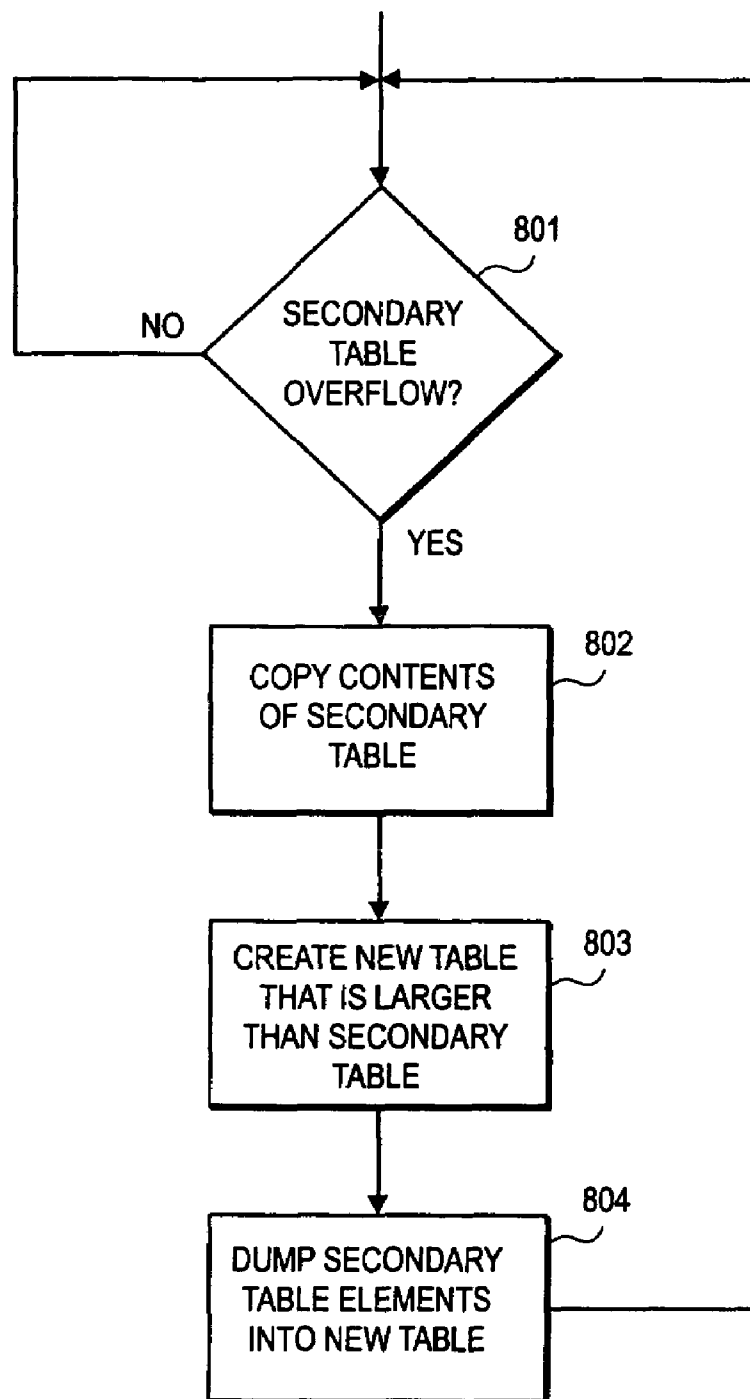 801
SECONDARY
TABLE
OVERFLOW?
NO
YES
802
COPY CONTENTS
OF SECONDARY
TABLE
803
CREATE NEW TABLE
THAT IS LARGER
THAN SECONDARY
TABLE
804
DUMP SECONDARY
TABLE ELEMENTS
INTO NEW TABLE